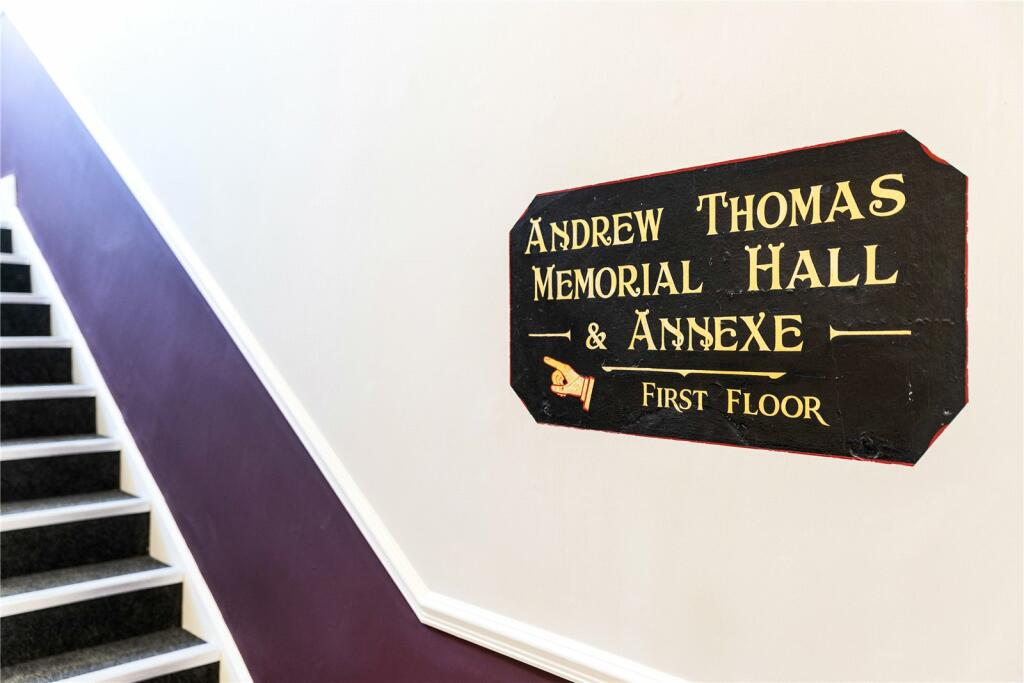 ANDREW THOMAS
MEMORIAL HALL
& ANNEXE
FIRST FLOOR